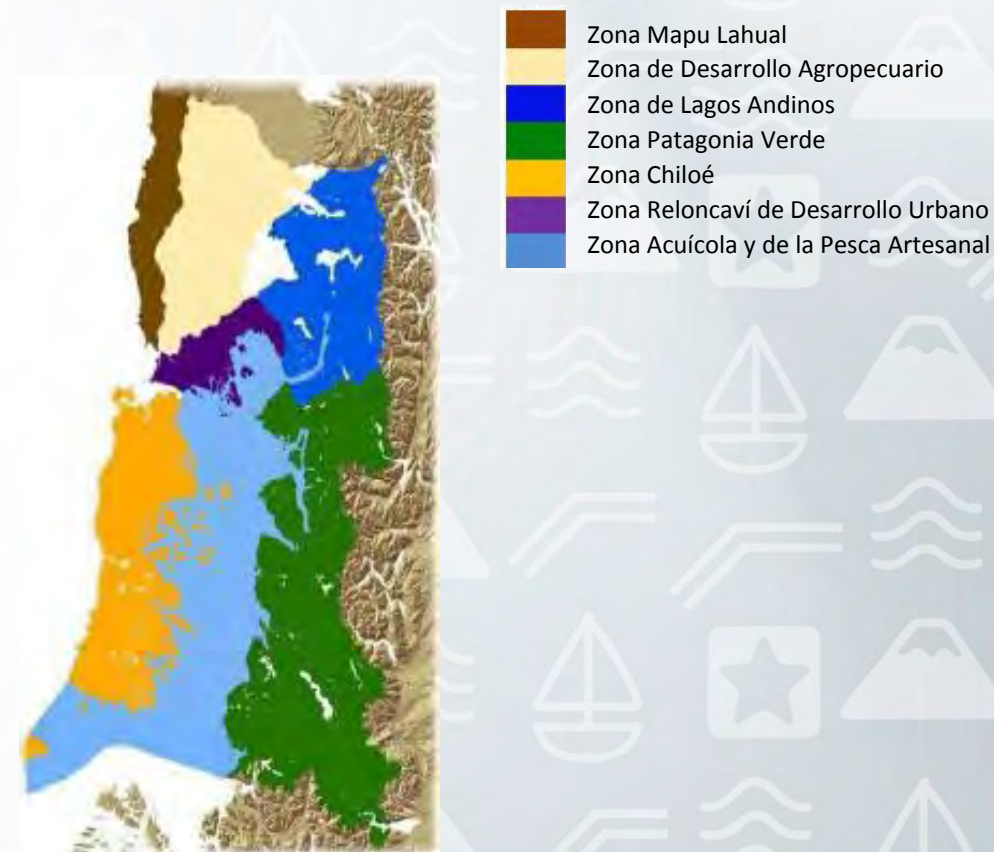 Zona Mapu Lahual
Zona de Desarrollo Agropecuario
Zona de Lagos Andinos
Zona Patagonia Verde
Zona Chiloé
Zona Reloncaví de Desarrollo Urbano
Zona Acuícola y de la Pesca Artesanal